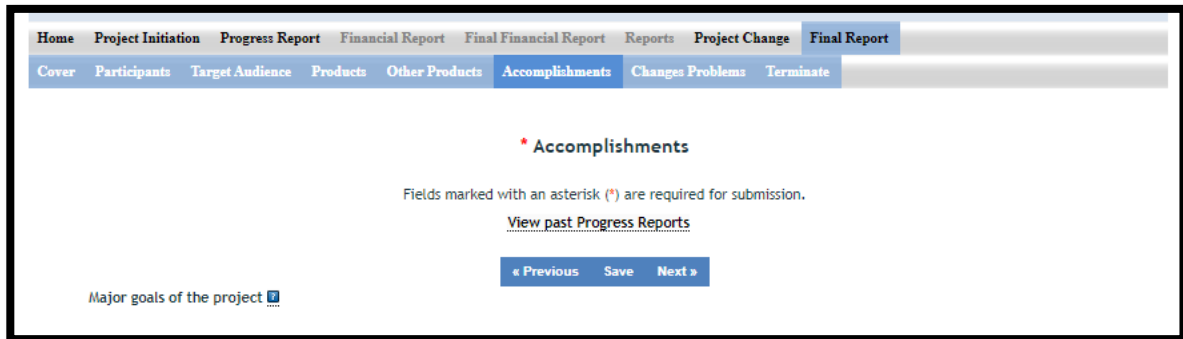 Home Project Initiation Progress Report Financial Report Final Financial Report Reports Project Change Final Report
Cover Participants Target Audience Products Other Products Accomplishments Changes Problems Terminate
* Accomplishments
Fields marked with an asterisk (*) are required for submission.
View past Progress Reports
« Previous Save Next »
Major goals of the project ?